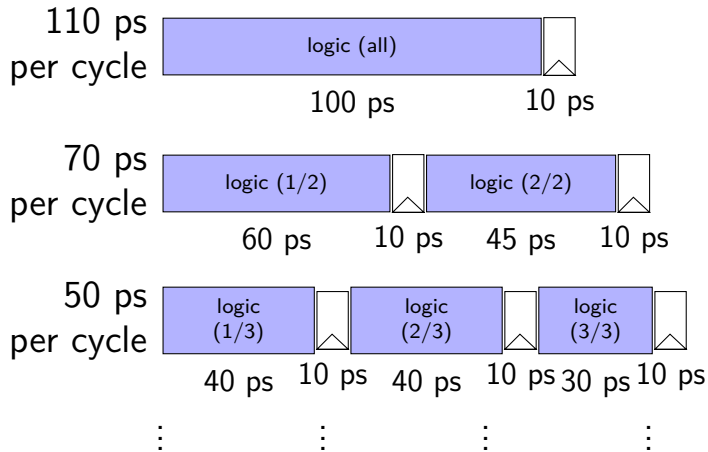 110 ps
per cycle
logic (all)
100 ps
10 ps
70 ps
per cycle
logic (1/2)
logic (2/2)
60 ps
10 ps
45 ps
10 ps
50 ps
per cycle
logic
(1/3)
logic
(2/3)
logic
(3/3)
40 ps
10 ps
40 ps
10 ps
30 ps
10 ps